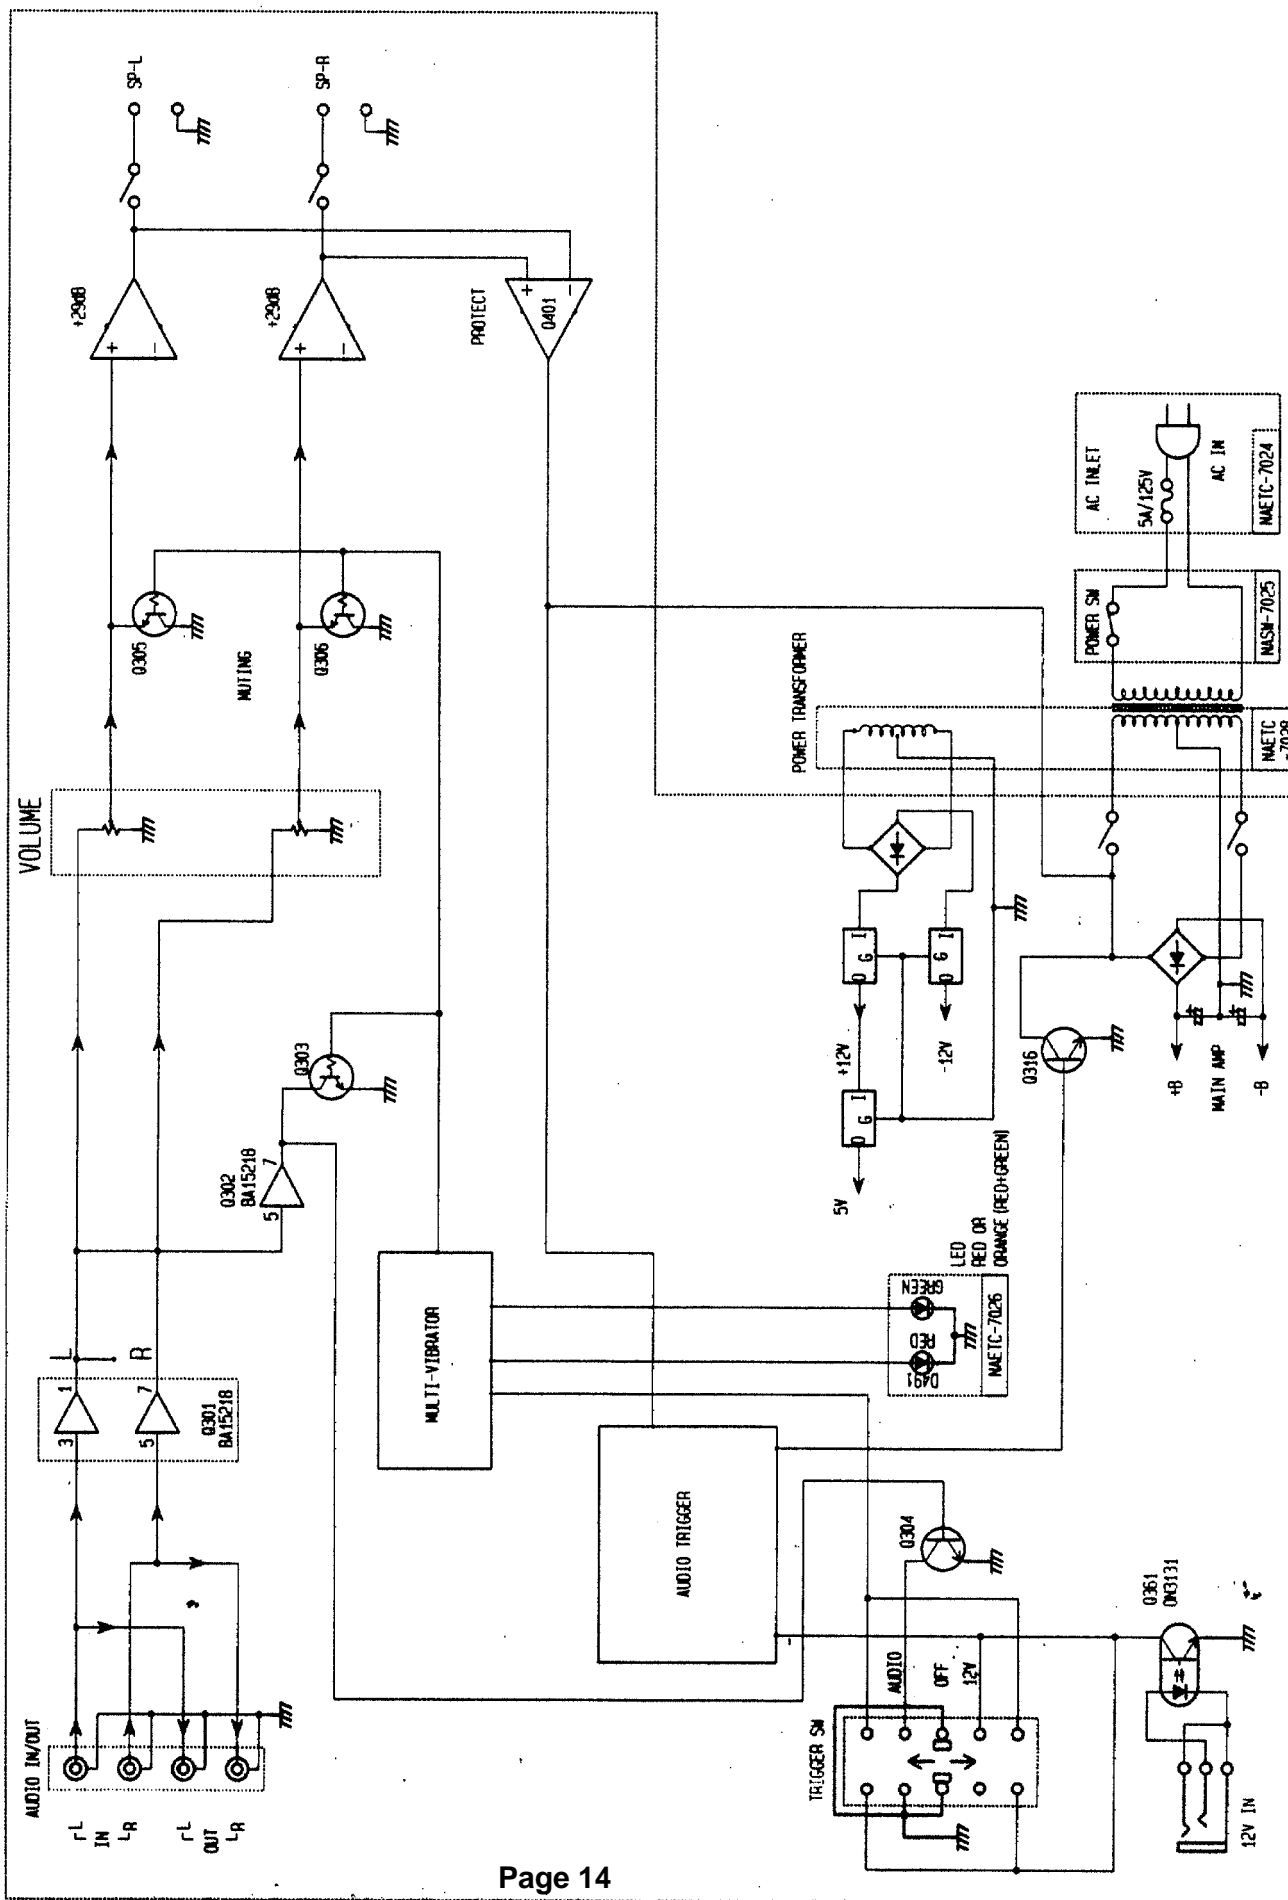 AUDIO IN/OUT
L
IN
R
L
OUT
R
3
1
5
7
Q301
BA15218
L
R
Q302
BA15218
5
7
Q303
VOLUME
Q305
MUTING
Q306
+29dB
+
-
+29dB
+
-
SP-L
SP-R
PROTECT
+
-
Q401
MULTI-VIBRATOR
AUDIO TRIGGER
D491
RED
GREEN
NAETC-7026
LED
RED OR
ORANGE (RED+GREEN)
5V
O
G
I
+12V
O
G
I
-12V
O
G
I
POWER TRANSFORMER
NAETC
-7028
POWER SW
NASW-7025
AC INLET
5A/125V
AC IN
NAETC-7024
Q316
+B
MAIN AMP
-B
Q304
TRIGGER SW
AUDIO
OFF
12V
Q361
ON3131
12V IN
Page 14